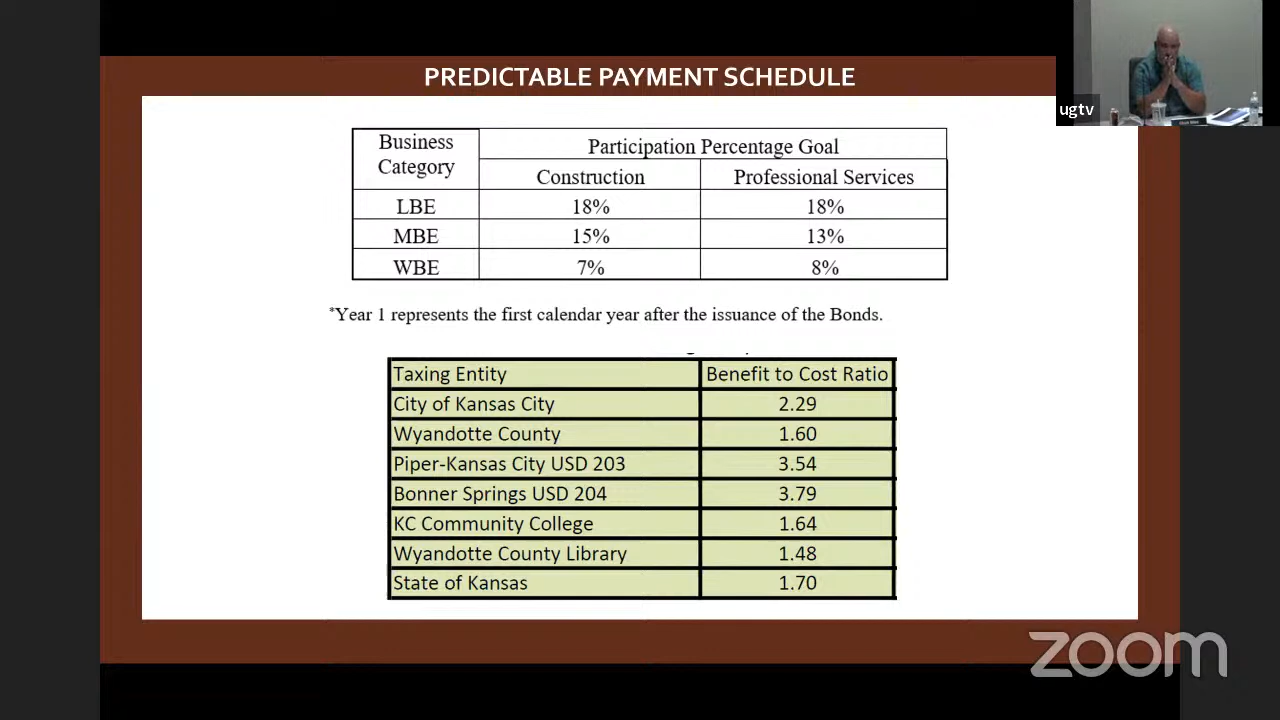 PREDICTABLE PAYMENT SCHEDULE
ugtv
Business Category
Participation Percentage Goal
Construction Professional Services
LBE 18% 18%
MBE 15% 13%
WBE 7% 8%
*Year 1 represents the first calendar year after the issuance of the Bonds.
Taxing Entity Benefit to Cost Ratio
City of Kansas City 2.29
Wyandotte County 1.60
Piper-Kansas City USD 203 3.54
Bonner Springs USD 204 3.79
KC Community College 1.64
Wyandotte County Library 1.48
State of Kansas 1.70
zoom